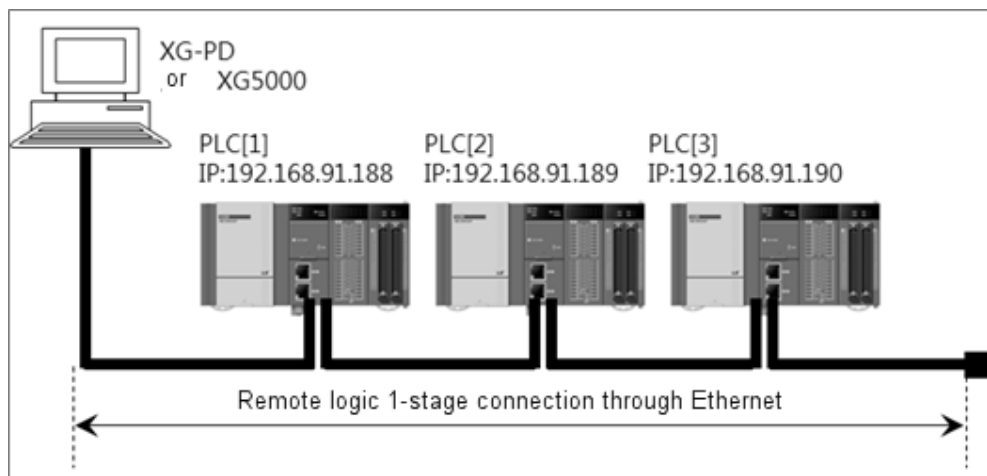 XG-PD
or XG5000
PLC[1]
IP:192.168.91.188
PLC[2]
IP:192.168.91.189
PLC[3]
IP:192.168.91.190
Remote logic 1-stage connection through Ethernet